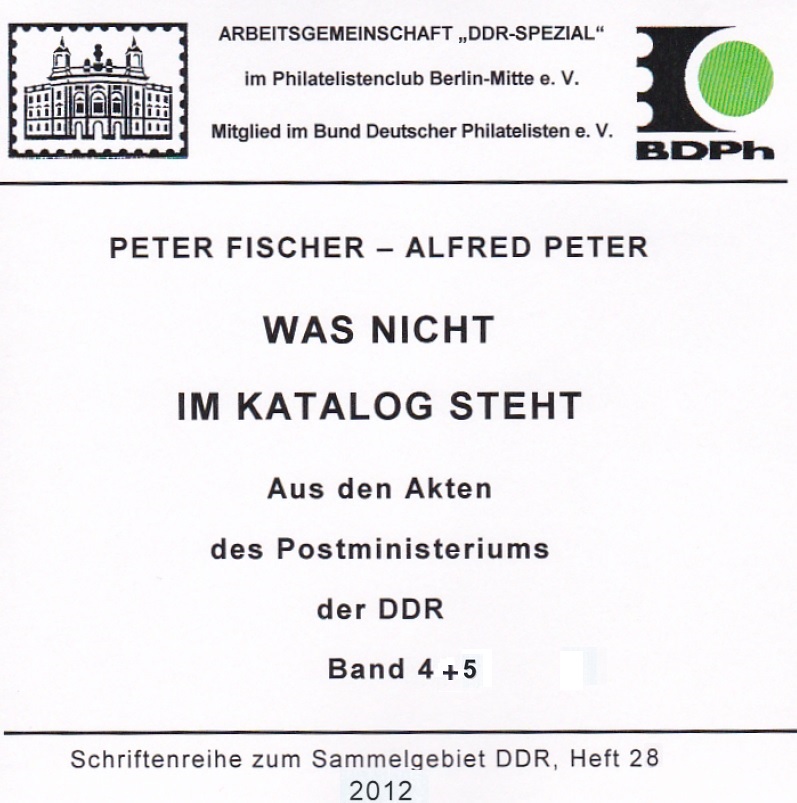 ARBEITSGEMEINSCHAFT „DDR-SPEZIAL“
im Philatelistenclub Berlin-Mitte e. V.
Mitglied im Bund Deutscher Philatelisten e. V.
BDPh
PETER FISCHER – ALFRED PETER
WAS NICHT
IM KATALOG STEHT
Aus den Akten
des Postministeriums
der DDR
Band 4 +5
Schriftenreihe zum Sammelgebiet DDR, Heft 28
2012